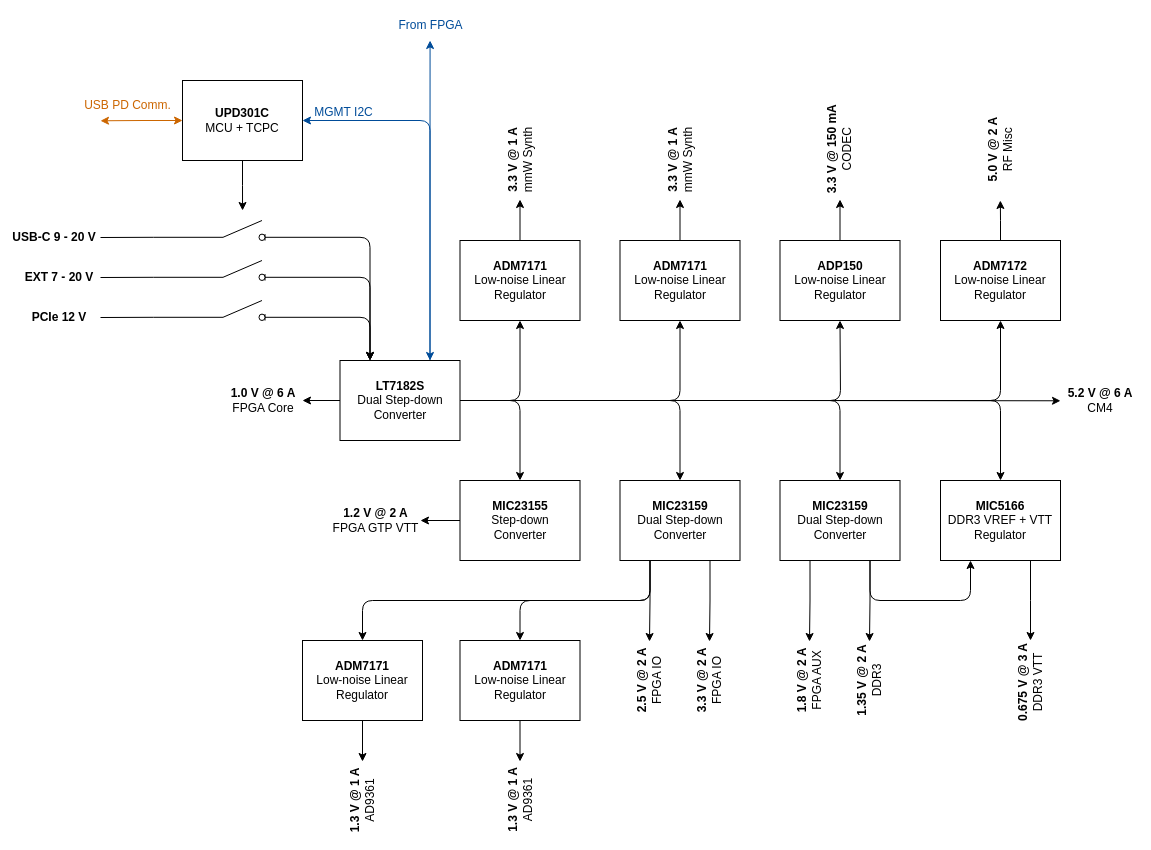 From FPGA
USB PD Comm.
UPD301C
MCU + TCPC
MGMT I2C
3.3 V @ 1 A
mmW Synth
3.3 V @ 1 A
mmW Synth
3.3 V @ 150 mA
CODEC
5.0 V @ 2 A
RF Misc
USB-C 9 - 20 V
EXT 7 - 20 V
PCIe 12 V
ADM7171
Low-noise Linear
Regulator
ADM7171
Low-noise Linear
Regulator
ADP150
Low-noise Linear
Regulator
ADM7172
Low-noise Linear
Regulator
1.0 V @ 6 A
FPGA Core
LT7182S
Dual Step-down
Converter
5.2 V @ 6 A
CM4
1.2 V @ 2 A
FPGA GTP VTT
MIC23155
Step-down
Converter
MIC23159
Dual Step-down
Converter
MIC23159
Dual Step-down
Converter
MIC5166
DDR3 VREF + VTT
Regulator
ADM7171
Low-noise Linear
Regulator
ADM7171
Low-noise Linear
Regulator
2.5 V @ 2 A
FPGA IO
3.3 V @ 2 A
FPGA IO
1.8 V @ 2 A
FPGA AUX
1.35 V @ 2 A
DDR3
0.675 V @ 3 A
DDR3 VTT
1.3 V @ 1 A
AD9361
1.3 V @ 1 A
AD9361